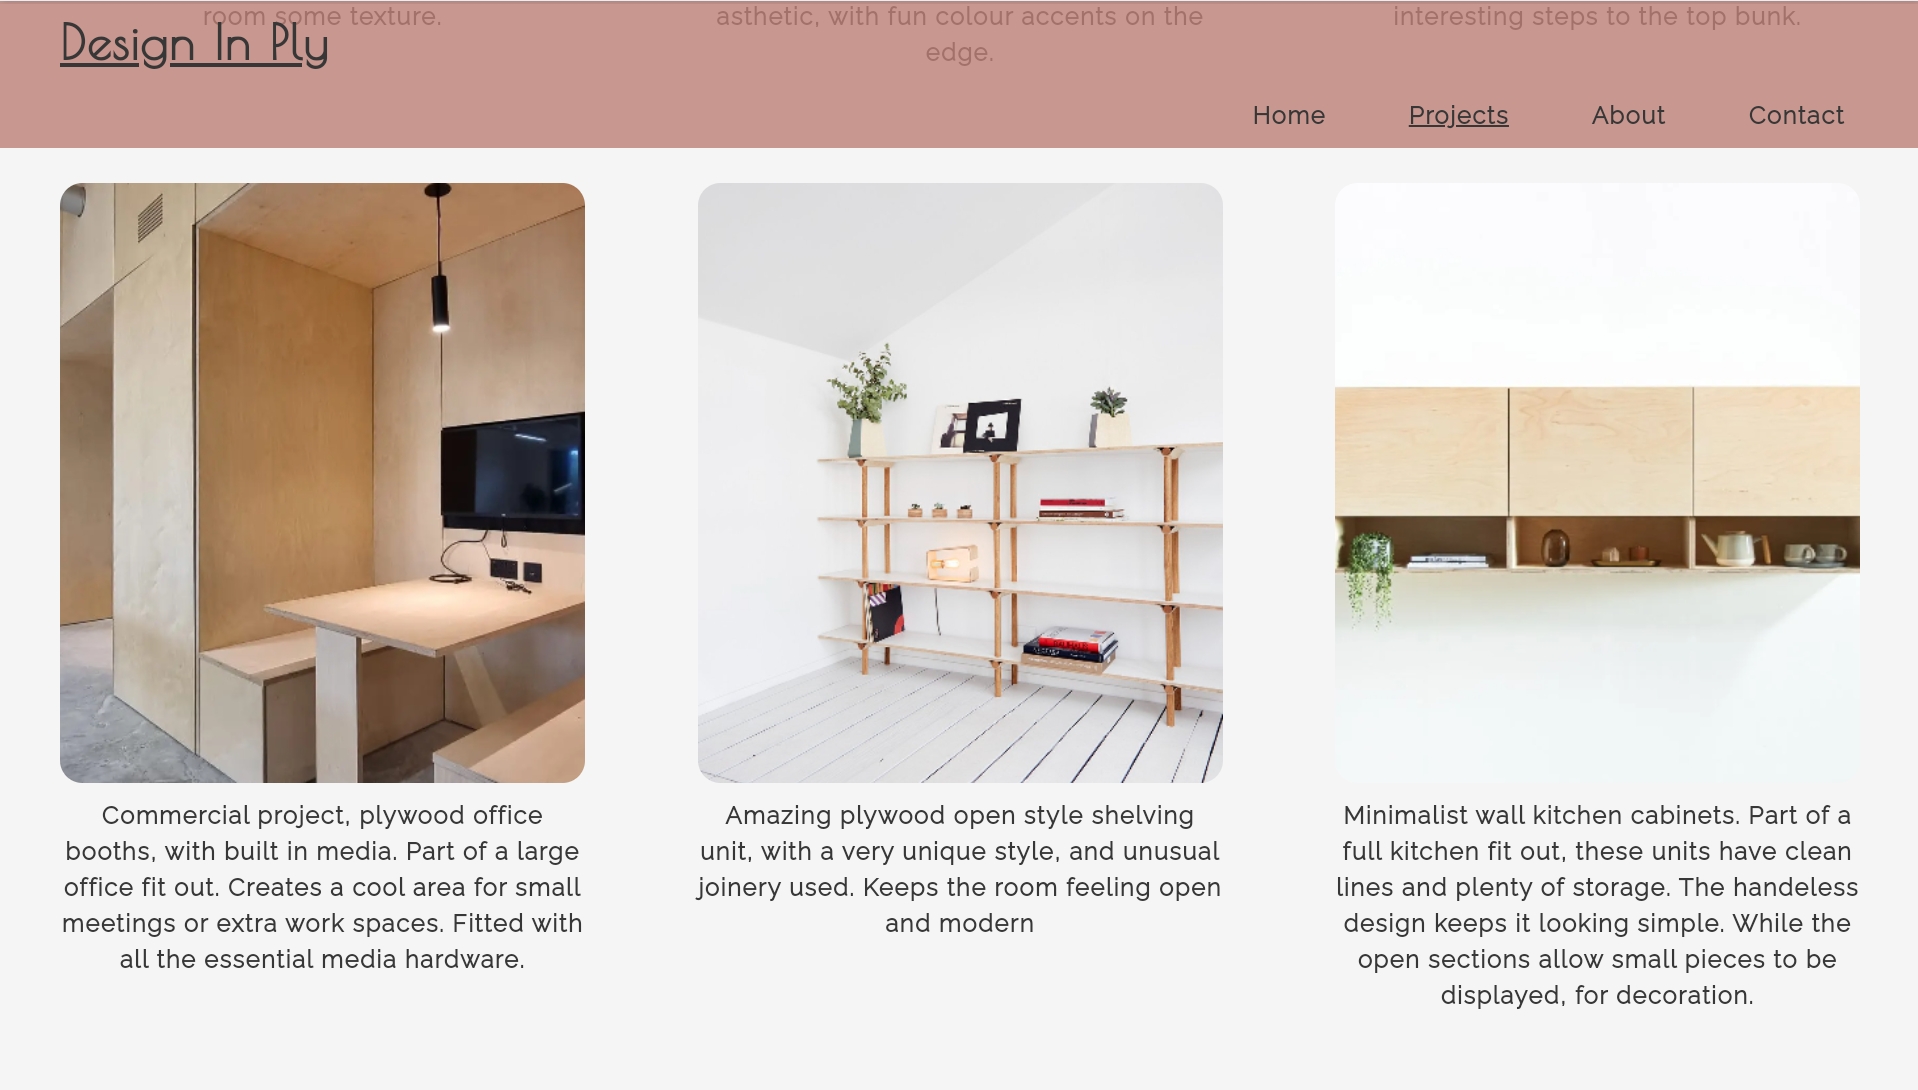 room some texture.
asthetic, with fun colour accents on the
edge.
interesting steps to the top bunk.
Design In Ply
Home Projects About Contact
Commercial project, plywood office
booths, with built in media. Part of a large
office fit out. Creates a cool area for small
meetings or extra work spaces. Fitted with
all the essential media hardware.
Amazing plywood open style shelving
unit, with a very unique style, and unusual
joinery used. Keeps the room feeling open
and modern
Minimalist wall kitchen cabinets. Part of a
full kitchen fit out, these units have clean
lines and plenty of storage. The handeless
design keeps it looking simple. While the
open sections allow small pieces to be
displayed, for decoration.